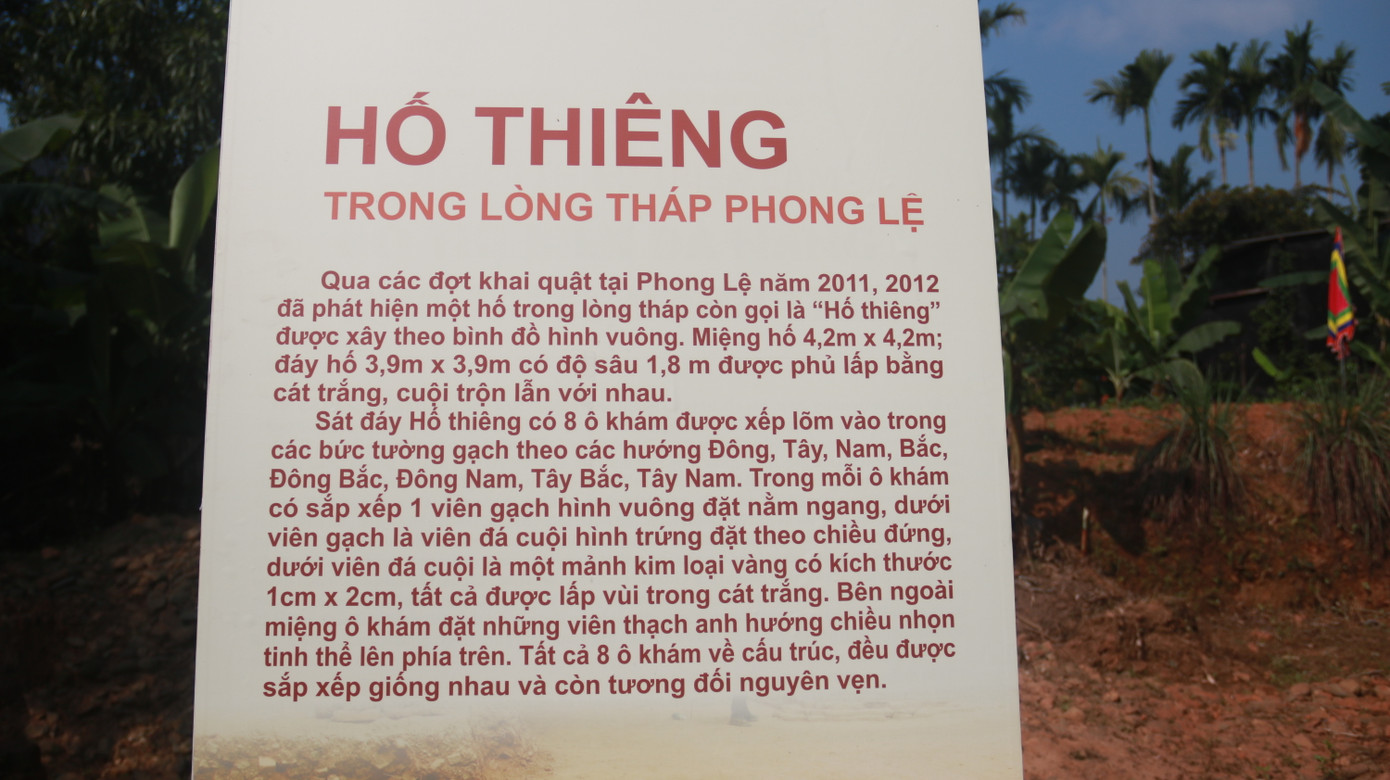 HỐ THIÊNG
TRONG LÒNG THÁP PHONG LỆ
Qua các đợt khai quật tại Phong Lệ năm 2011, 2012
đã phát hiện một hố trong lòng tháp còn gọi là “Hố thiêng”
được xây theo bình đồ hình vuông. Miệng hố 4,2m x 4,2m;
đáy hố 3,9m x 3,9m có độ sâu 1,8 m được phủ lấp bằng
cát trắng, cuội trộn lẫn với nhau.
Sát đáy Hố thiêng có 8 ô khám được xếp lõm vào trong
các bức tường gạch theo các hướng Đông, Tây, Nam, Bắc,
Đông Bắc, Đông Nam, Tây Bắc, Tây Nam. Trong mỗi ô khám
có sắp xếp 1 viên gạch hình vuông đặt nằm ngang, dưới
viên gạch là viên đá cuội hình trứng đặt theo chiều đứng,
dưới viên đá cuội là một mảnh kim loại vàng có kích thước
1cm x 2cm, tất cả được lấp vùi trong cát trắng. Bên ngoài
miệng ô khám đặt những viên thạch anh hướng chiều nhọn
tinh thể lên phía trên. Tất cả 8 ô khám về cấu trúc, đều được
sắp xếp giống nhau và còn tương đối nguyên vẹn.